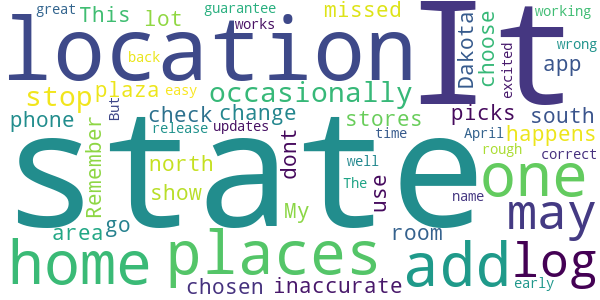 great
guarantee
missed
working
This
lot
works
location
It
back
Dakota
choose
excited
wrong
app
stop
plaza
But
occasionally
easy
phone
Remember
check
change
stores
picks
south
release
updates
dont
time
April
happens
state
north
show
well
use
rough
correct
The
one
My
name
may
area
go
room
home
places
add
log
chosen
inaccurate
early